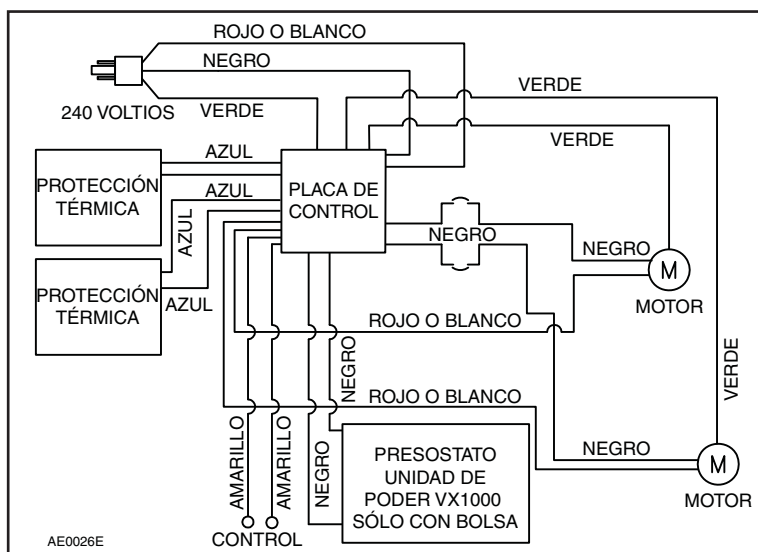 ROJO O BLANCO
NEGRO
240 VOLTIOS
VERDE
VERDE
VERDE
AZUL
PROTECCIÓN
TÉRMICA
AZUL
PLACA DE
CONTROL
AZUL
NEGRO
NEGRO
M
MOTOR
PROTECCIÓN
TÉRMICA
AZUL
ROJO O BLANCO
NEGRO
VERDE
ROJO O BLANCO
AMARILLO
AMARILLO
NEGRO
PRESOSTATO
UNIDAD DE
PODER VX1000
SÓLO CON BOLSA
NEGRO
M
MOTOR
CONTROL
AE0026E